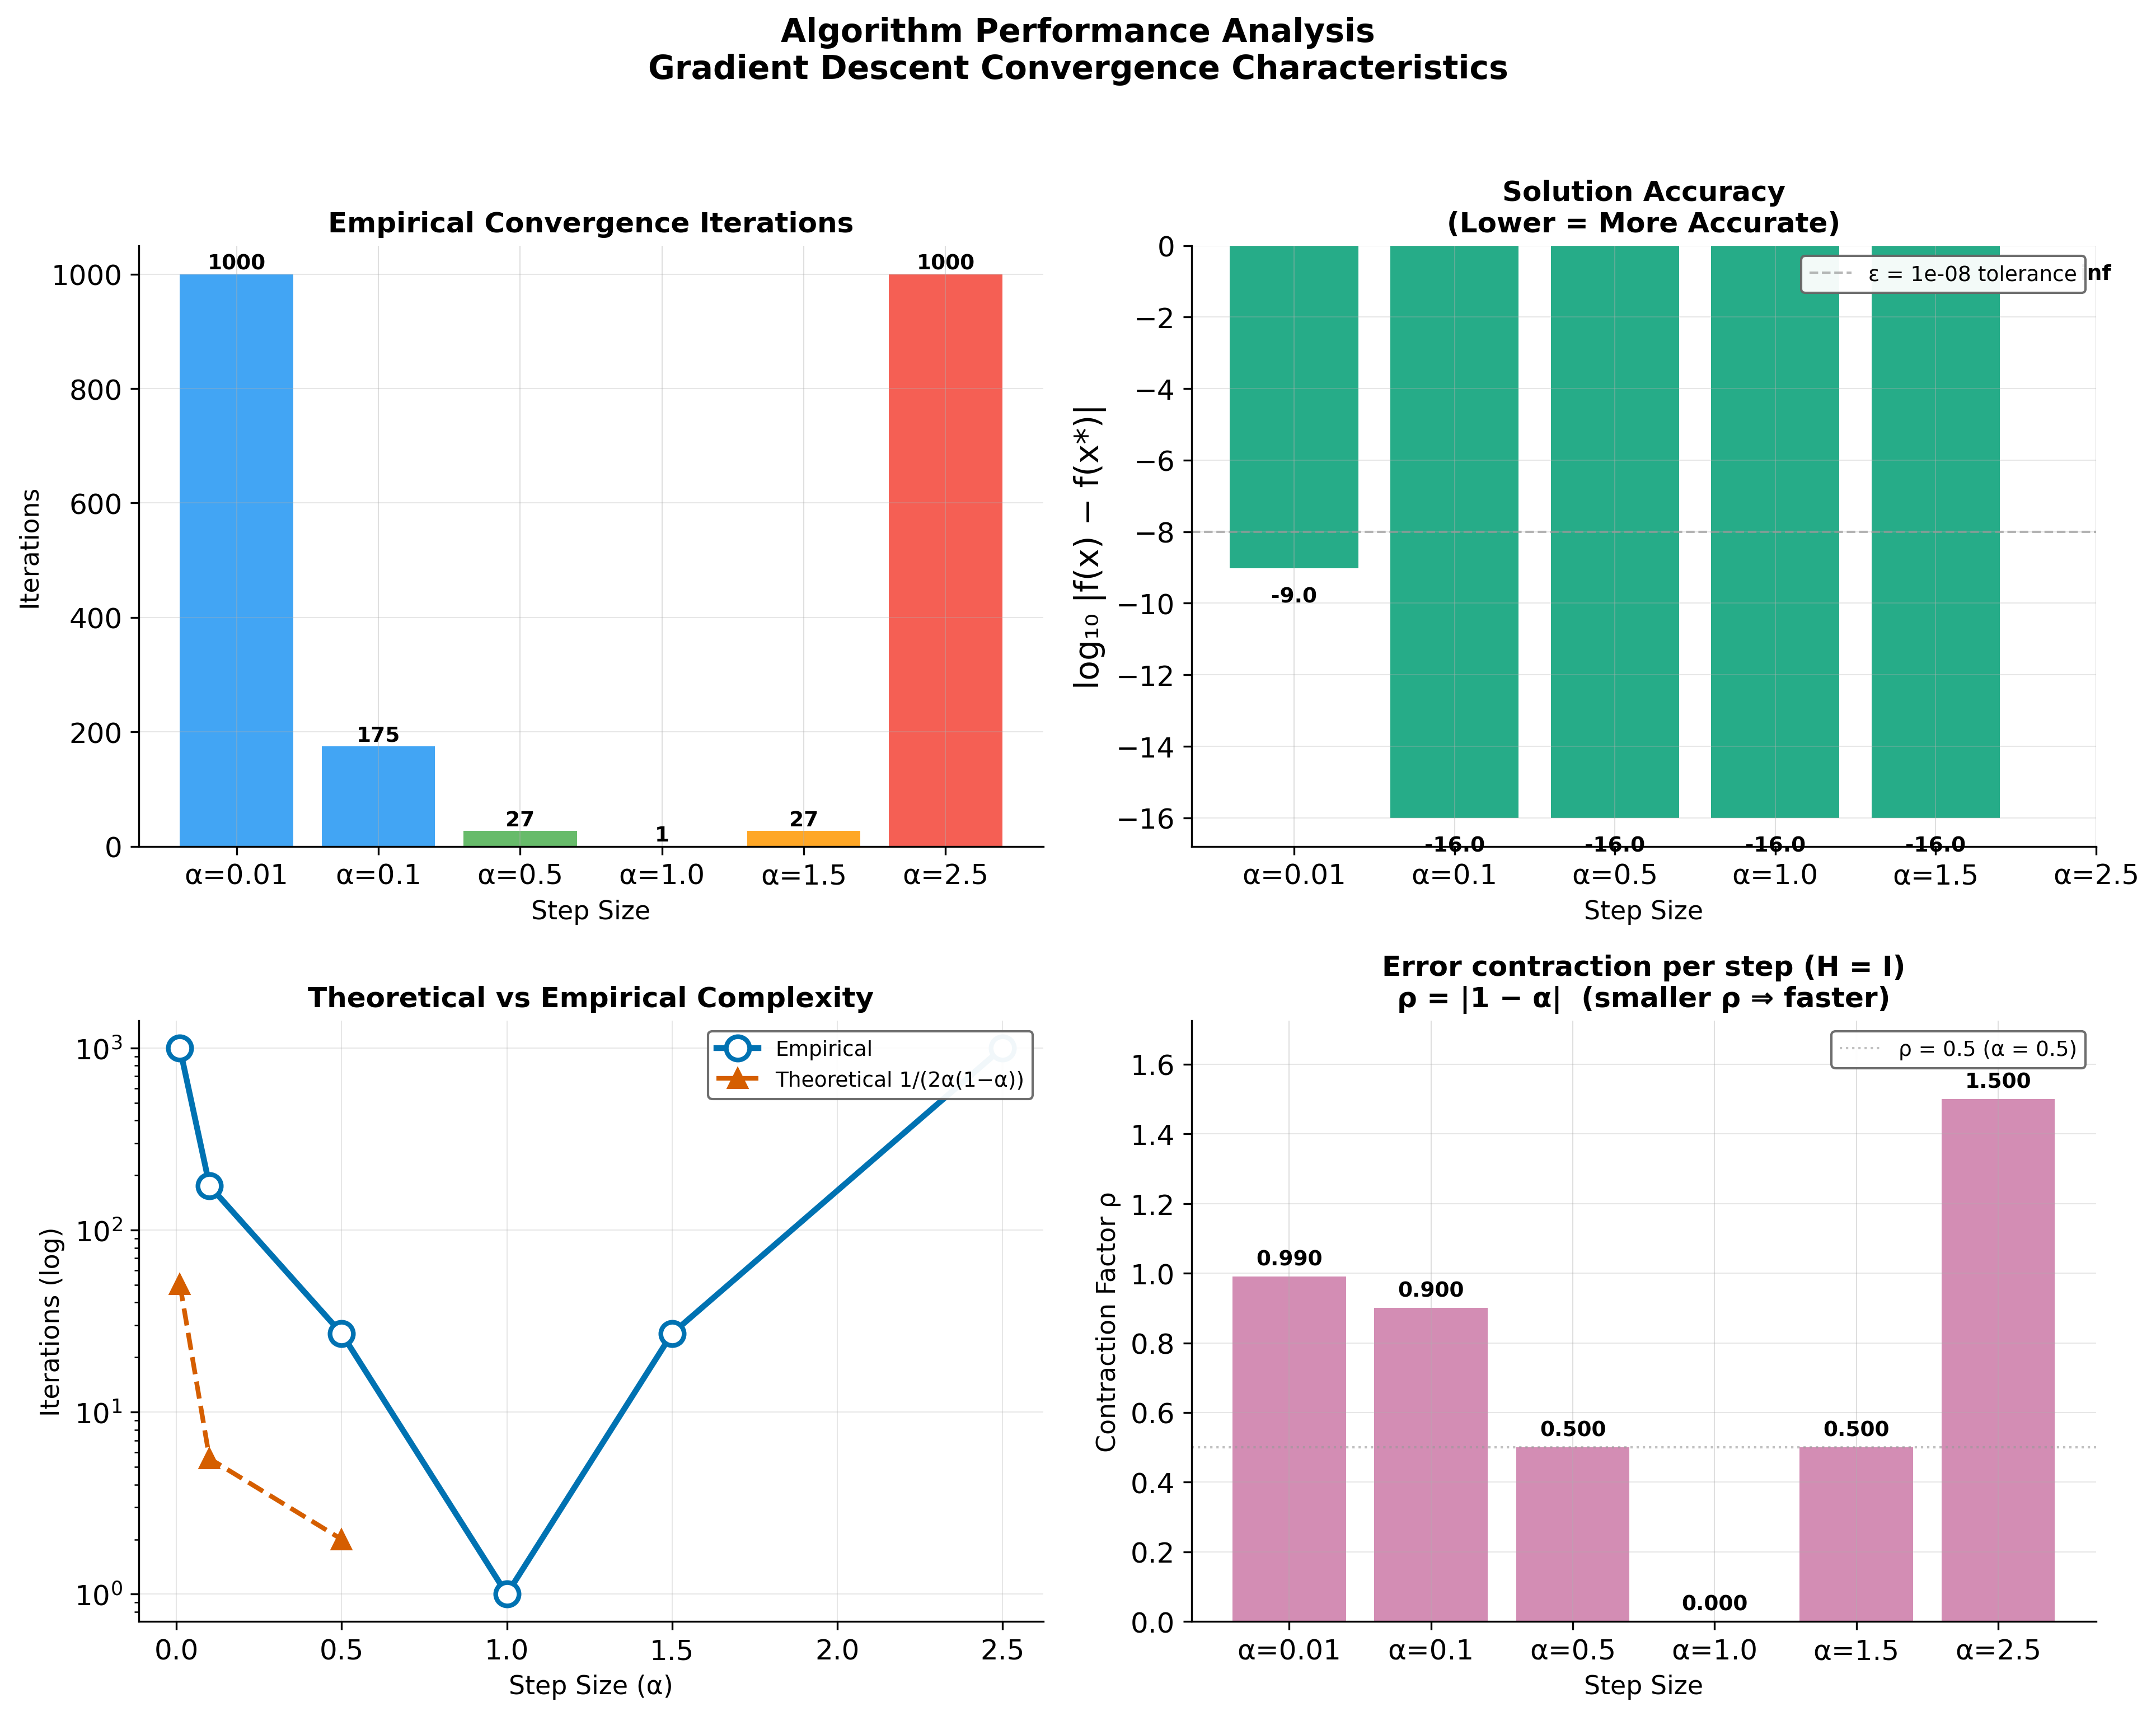 Algorithm Performance Analysis
Gradient Descent Convergence Characteristics
Empirical Convergence Iterations
1000
175
27
1
27
1000
Iterations
1000
800
600
400
200
0
α=0.01 α=0.1 α=0.5 α=1.0 α=1.5 α=2.5
Step Size
Solution Accuracy
(Lower = More Accurate)
ε = 1e-08 tolerance nf
log₁₀ |f(x) − f(x*)|
0
−2
−4
−6
−8
−10
−12
−14
−16
-9.0
-16.0 -16.0 -16.0 -16.0
α=0.01 α=0.1 α=0.5 α=1.0 α=1.5 α=2.5
Step Size
Theoretical vs Empirical Complexity
Empirical
Theoretical 1/(2α(1−α))
Iterations (log)
10³
10²
10¹
10⁰
0.0 0.5 1.0 1.5 2.0 2.5
Step Size (α)
Error contraction per step (H = I)
ρ = |1 − α| (smaller ρ ⇒ faster)
ρ = 0.5 (α = 0.5)
Contraction Factor ρ
1.6
1.4
1.2
1.0
0.8
0.6
0.4
0.2
0.0
0.990
0.900
0.500
0.000
0.500
1.500
α=0.01 α=0.1 α=0.5 α=1.0 α=1.5 α=2.5
Step Size